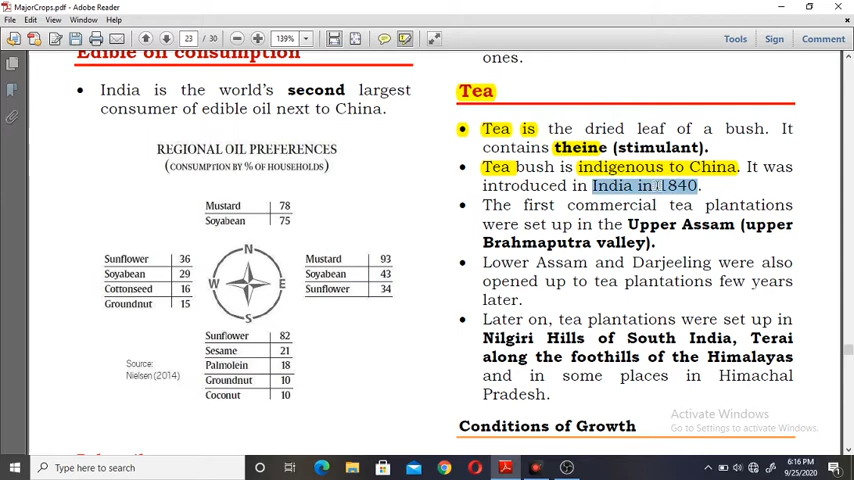 MajorCrops.pdf - Adobe Reader
File Edit View Window Help
23 / 30
139%
Tools Sign Comment
Edible oil consumption
• India is the world's second largest
consumer of edible oil next to China.
REGIONAL OIL PREFERENCES
(CONSUMPTION BY % OF HOUSEHOLDS)
Mustard 78
Soyabean 75
Sunflower 36
Soyabean 29
Cottonseed 16
Groundnut 15
N
W E
S
Mustard 93
Soyabean 43
Sunflower 34
Sunflower 82
Sesame 21
Palmolein 18
Groundnut 10
Coconut 10
Source:
Nielsen (2014)
ones.
Tea
• Tea is the dried leaf of a bush. It
contains theine (stimulant).
• Tea bush is indigenous to China. It was
introduced in India in 1840.
• The first commercial tea plantations
were set up in the Upper Assam (upper
Brahmaputra valley).
• Lower Assam and Darjeeling were also
opened up to tea plantations few years
later.
• Later on, tea plantations were set up in
Nilgiri Hills of South India, Terai
along the foothills of the Himalayas
and in some places in Himachal
Pradesh.
Conditions of Growth
Activate Windows
Go to Settings to activate Windows.
Type here to search
6:16 PM
9/25/2020